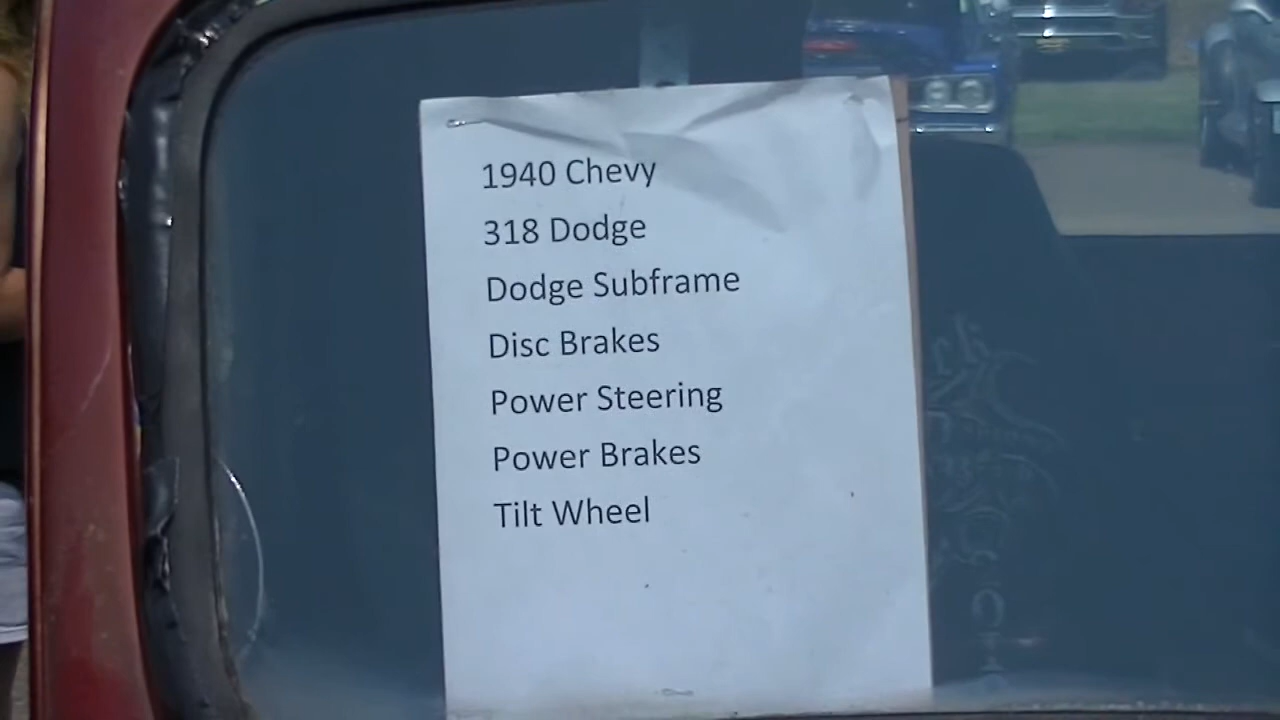 1940 Chevy
318 Dodge
Dodge Subframe
Disc Brakes
Power Steering
Power Brakes
Tilt Wheel